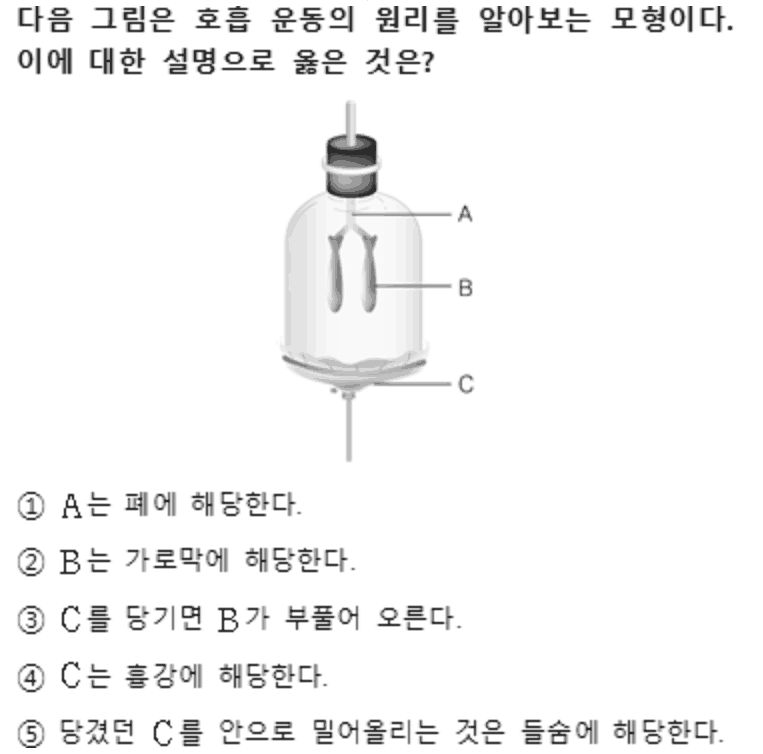 다음 그림은 호흡 운동의 원리를 알아보는 모형이다.
이에 대한 설명으로 옳은 것은?
A
B
C
① A는 폐에 해당한다.
② B는 가로막에 해당한다.
③ C를 당기면 B가 부풀어 오른다.
④ C는 흉강에 해당한다.
⑤ 당겼던 C를 안으로 밀어올리는 것은 들숨에 해당한다.